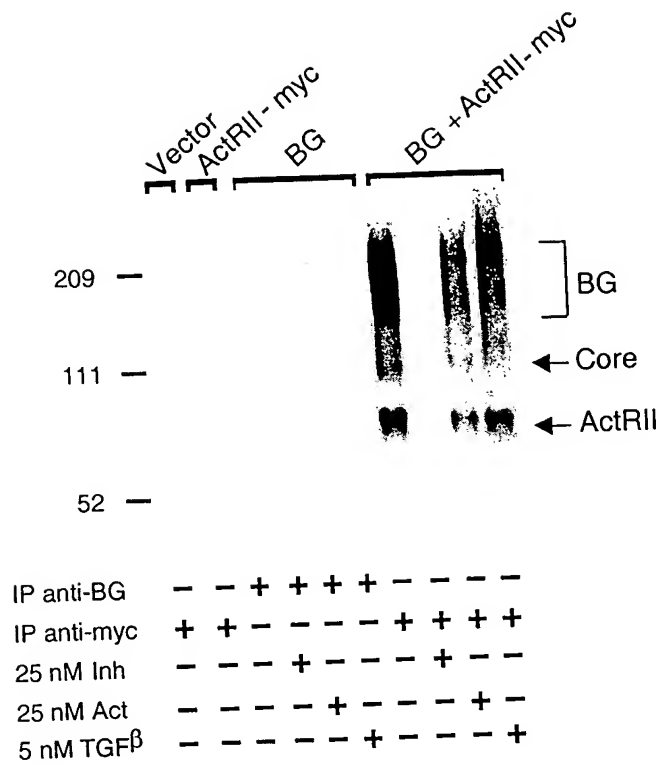 Vector
ActRII - myc
BG
BG + ActRII- myc
209
BG
Core
111
ActRII
52
IP anti-BG − − + + + + − − − −
IP anti-myc + + − − − − + + + +
25 nM Inh − − − + − − − + − −
25 nM Act − − − − + − − − + −
5 nM TGFβ − − − − − + − − − +